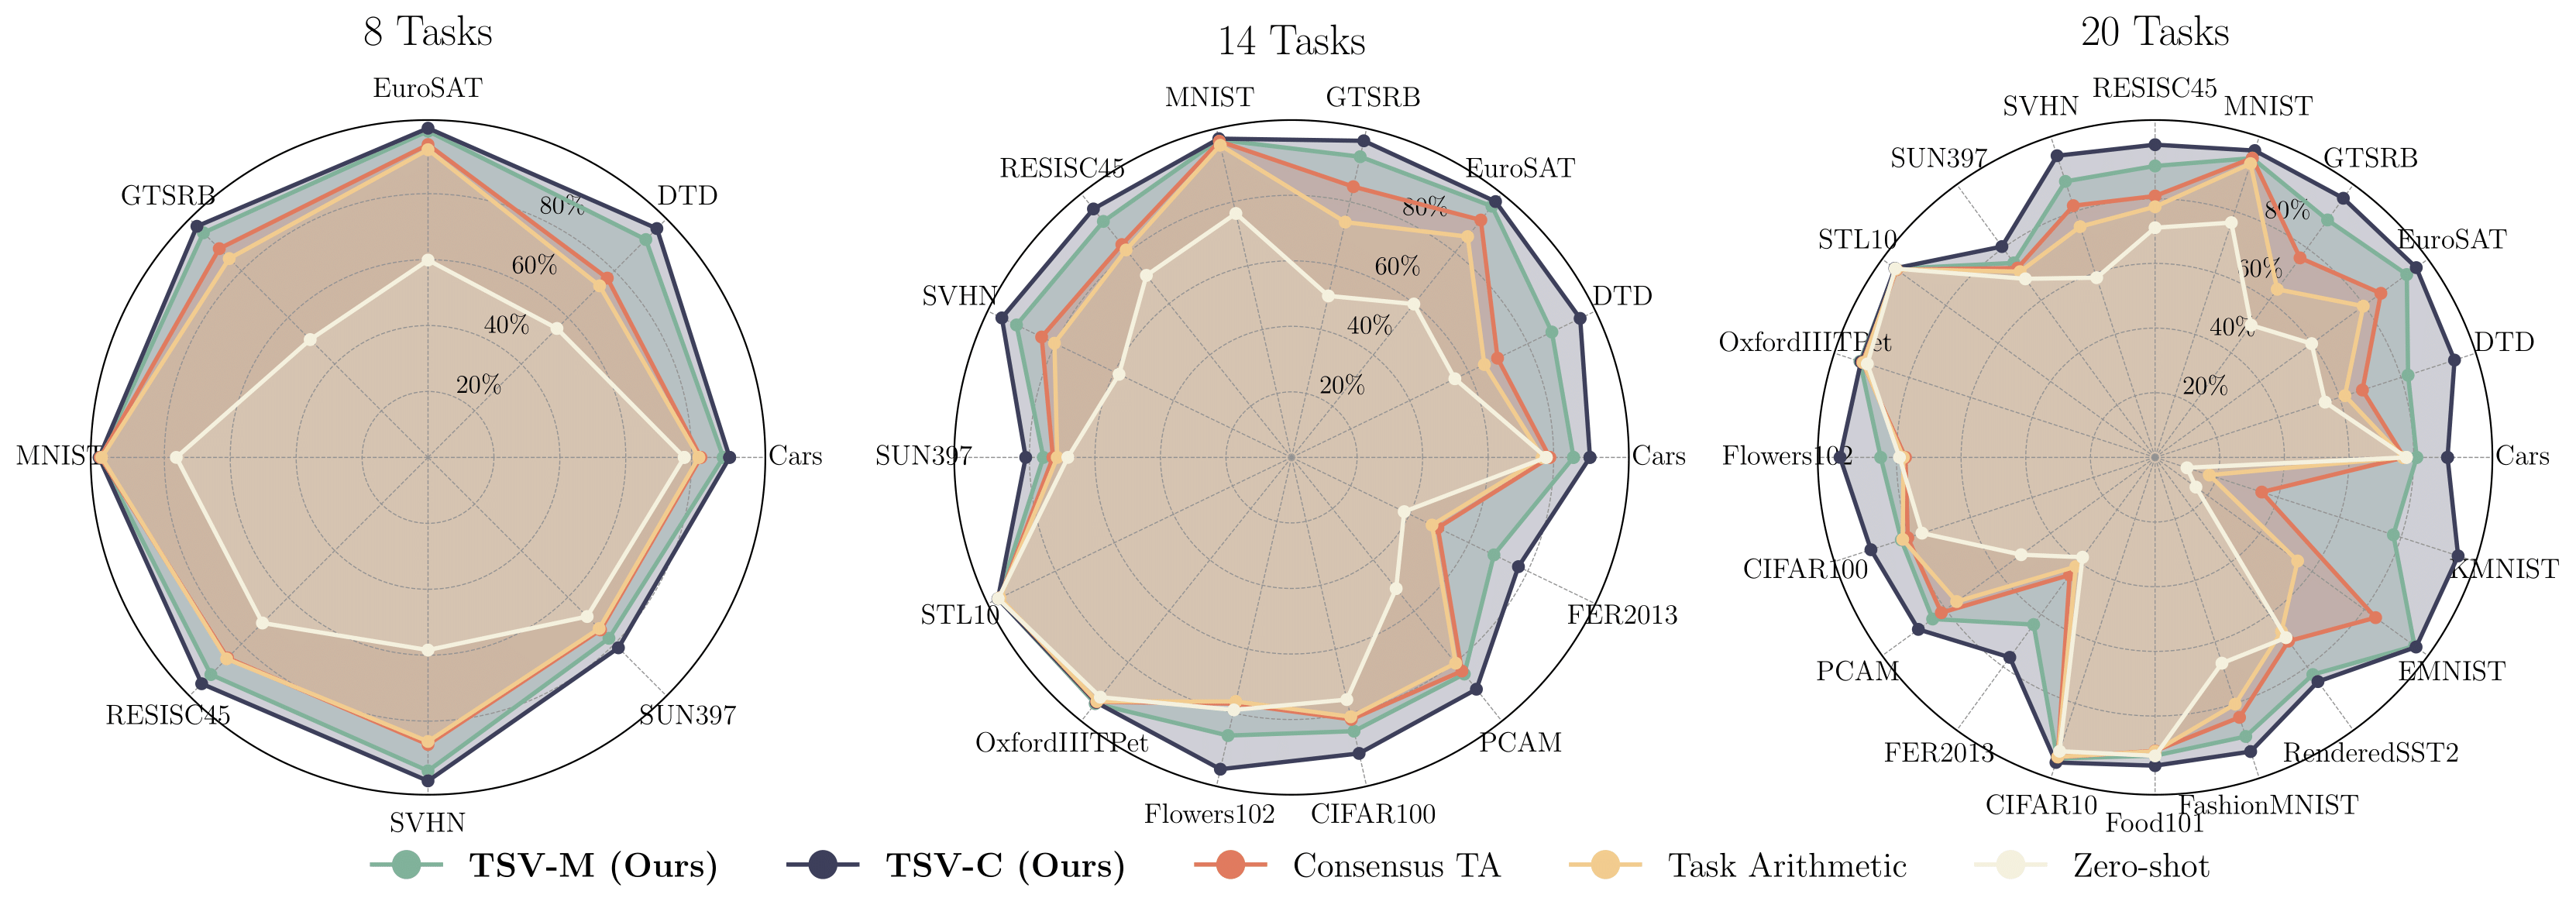 8 Tasks
EuroSAT
GTSRB
DTD
80%
60%
40%
20%
MNIST
Cars
RESISC45
SUN397
SVHN
14 Tasks
MNIST
GTSRB
RESISC45
EuroSAT
80%
SVHN
60%
DTD
40%
20%
SUN397
Cars
STL10
FER2013
OxfordIIITPet
PCAM
Flowers102
CIFAR100
20 Tasks
RESISC45
SVHN
MNIST
SUN397
GTSRB
80%
STL10
EuroSAT
60%
40%
OxfordIIITPet
DTD
20%
Flowers102
Cars
CIFAR100
KMNIST
PCAM
EMNIST
FER2013
RenderedSST2
CIFAR10
FashionMNIST
Food101
TSV-M (Ours)
TSV-C (Ours)
Consensus TA
Task Arithmetic
Zero-shot